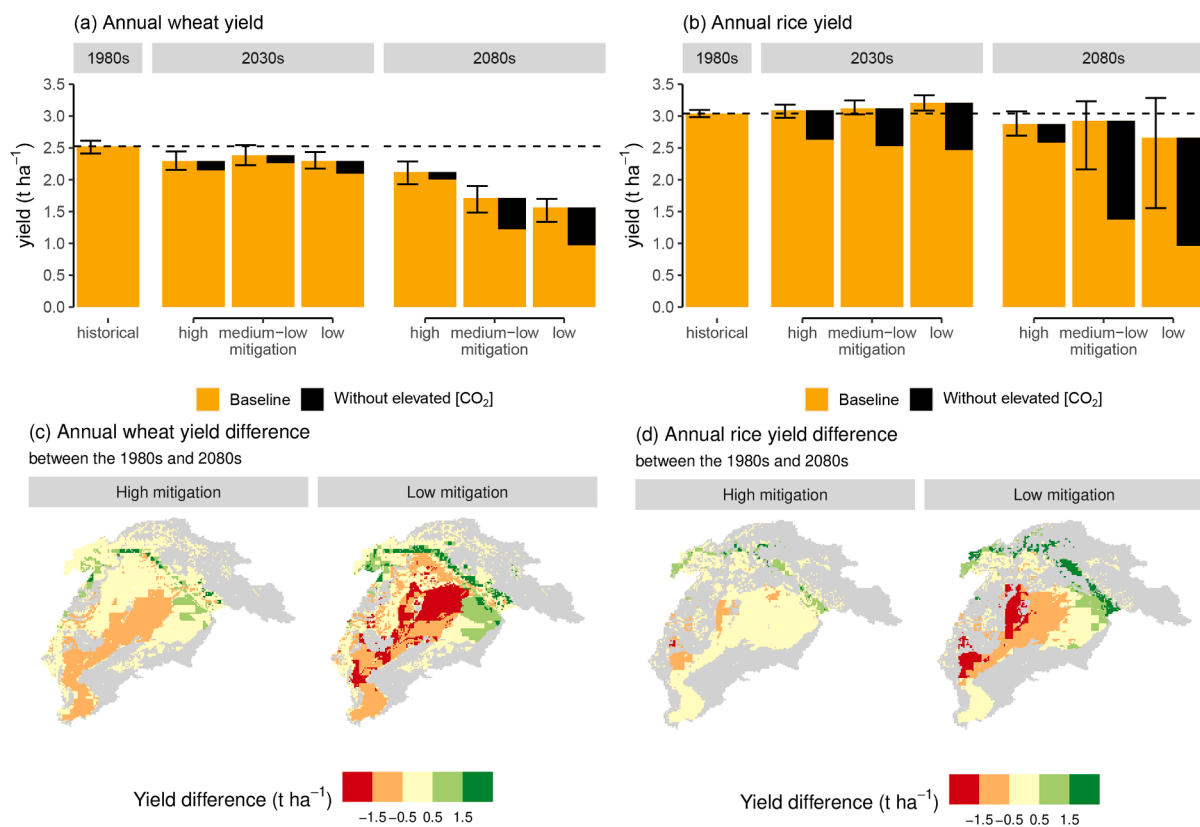 (a) Annual wheat yield
1980s 2030s 2080s
3.5
3.0
2.5
2.0
1.5
1.0
0.5
0.0
yield (t ha⁻¹)
historical high medium−low low high medium−low low
mitigation mitigation
Baseline Without elevated [CO₂]
(b) Annual rice yield
1980s 2030s 2080s
3.5
3.0
2.5
2.0
1.5
1.0
0.5
0.0
yield (t ha⁻¹)
historical high medium−low low high medium−low low
mitigation mitigation
Baseline Without elevated [CO₂]
(c) Annual wheat yield difference
between the 1980s and 2080s
High mitigation Low mitigation
Yield difference (t ha⁻¹)
−1.5 −0.5 0.5 1.5
(d) Annual rice yield difference
between the 1980s and 2080s
High mitigation Low mitigation
Yield difference (t ha⁻¹)
−1.5 −0.5 0.5 1.5